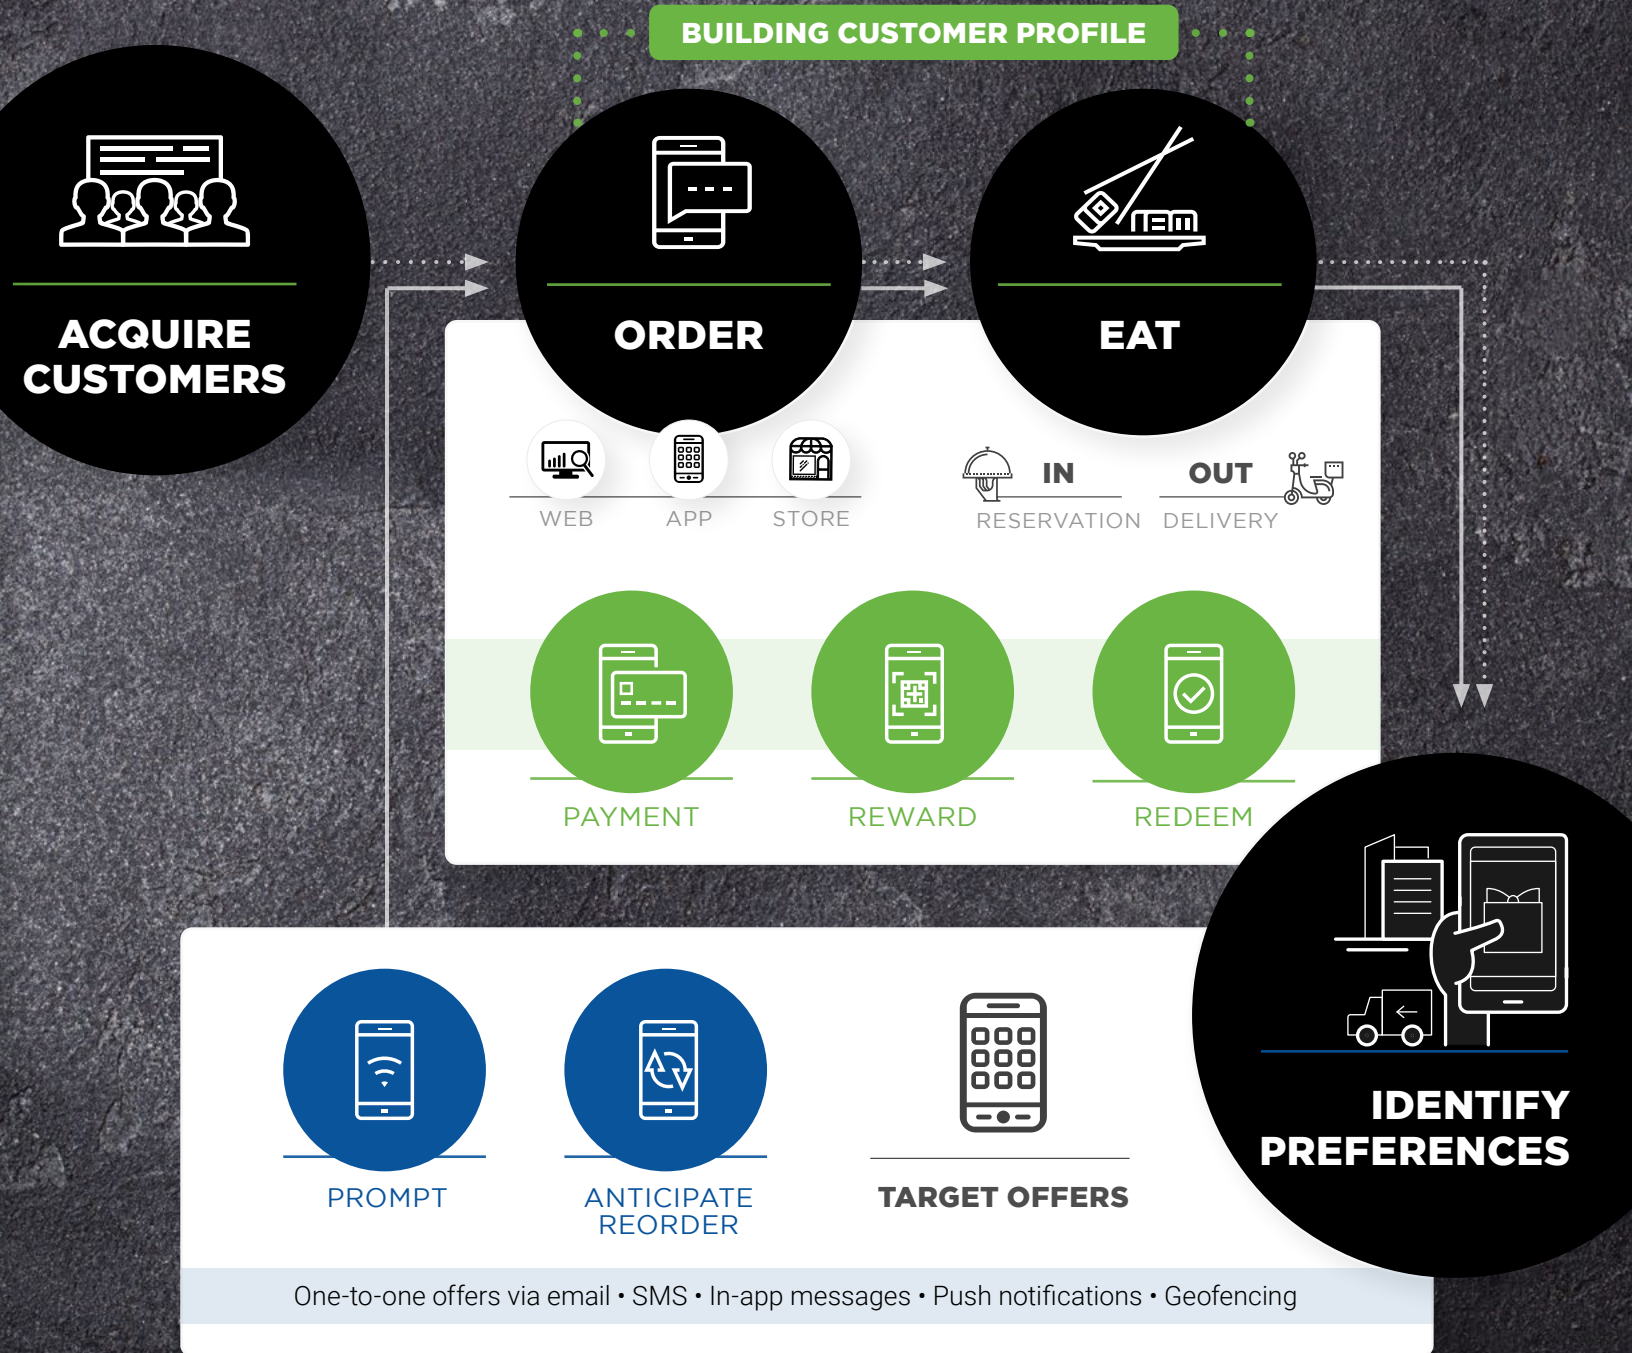 BUILDING CUSTOMER PROFILE
ACQUIRE
CUSTOMERS
ORDER
EAT
WEB
APP
STORE
IN
RESERVATION
OUT
DELIVERY
PAYMENT
REWARD
REDEEM
IDENTIFY
PREFERENCES
PROMPT
ANTICIPATE
REORDER
TARGET OFFERS
One-to-one offers via email • SMS • In-app messages • Push notifications • Geofencing